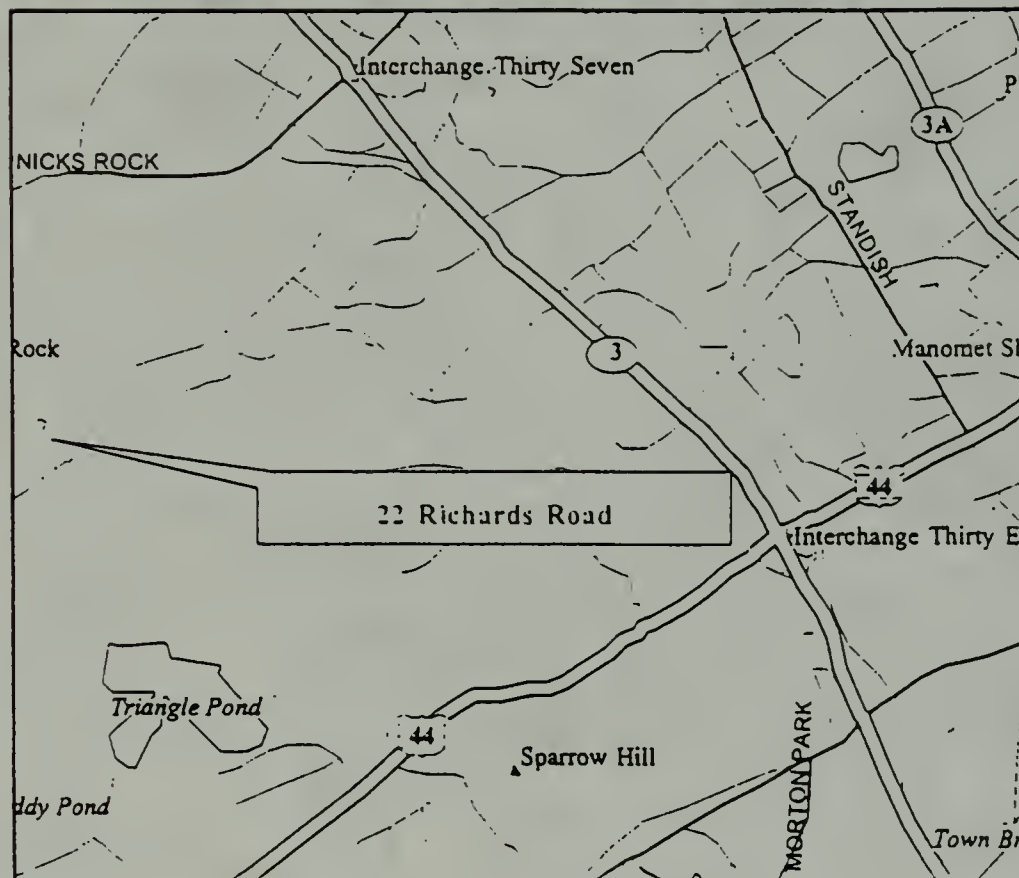 Interchange Thirty Seven
P
3A
NICKS ROCK
STANDISH
Rock
3
Manomet Sh
22 Richards Road
44
Interchange Thirty E
Triangle Pond
44
Sparrow Hill
MORTON PARK
ddy Pond
Town Br